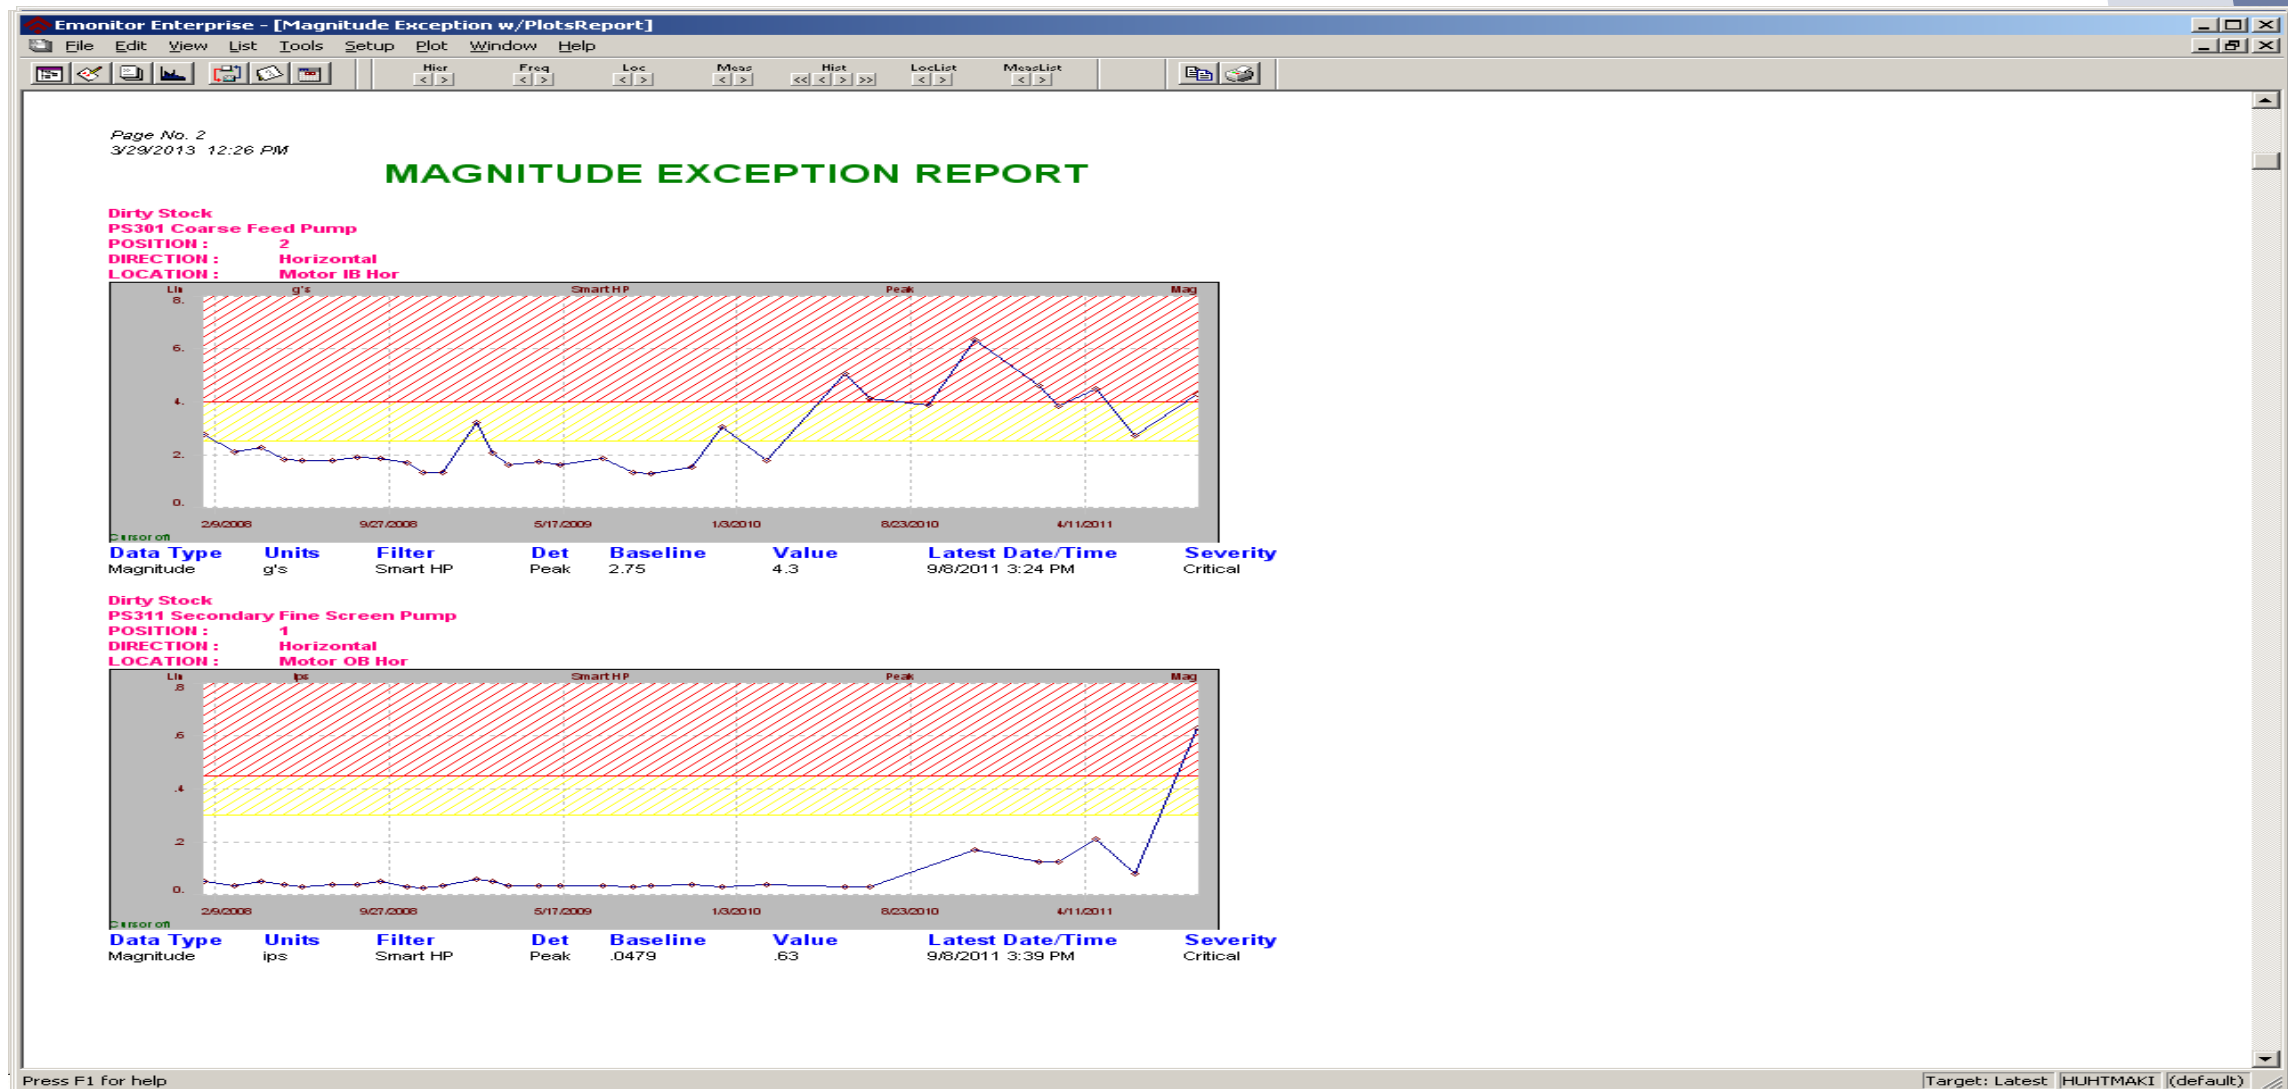 Emonitor Enterprise - [Magnitude Exception w/PlotsReport]
File Edit View List Tools Setup Plot Window Help
Hier Freq Loc Meas Hist LocList MeasList
Page No. 2
3/29/2013 12:26 PM
MAGNITUDE EXCEPTION REPORT
Dirty Stock
PS301 Coarse Feed Pump
POSITION : 2
DIRECTION : Horizontal
LOCATION : Motor IB Hor
Lin g's Smart HP Peak Mag
8.
6.
4.
2.
0.
2/9/2008 9/27/2008 5/17/2009 1/3/2010 8/23/2010 4/11/2011
Cursor off
Data Type Units Filter Det Baseline Value Latest Date/Time Severity
Magnitude g's Smart HP Peak 2.75 4.3 9/8/2011 3:24 PM Critical
Dirty Stock
PS311 Secondary Fine Screen Pump
POSITION : 1
DIRECTION : Horizontal
LOCATION : Motor OB Hor
Lin ips Smart HP Peak Mag
.8
.6
.4
.2
0.
2/9/2008 9/27/2008 5/17/2009 1/3/2010 8/23/2010 4/11/2011
Cursor off
Data Type Units Filter Det Baseline Value Latest Date/Time Severity
Magnitude ips Smart HP Peak .0479 .63 9/8/2011 3:39 PM Critical
Press F1 for help Target: Latest HUHTMAKI (default)